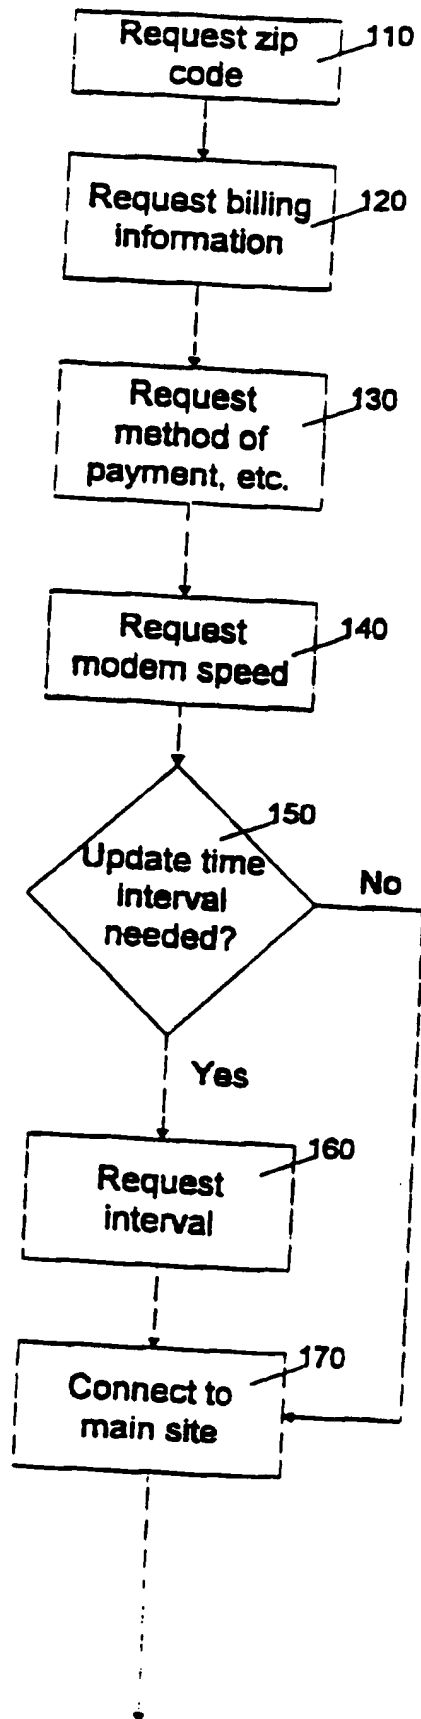 Request zip
code
110
Request billing
information
120
Request
method of
payment, etc.
130
Request
modem speed
140
Update time
interval
needed?
150
No
Yes
Request
interval
160
Connect to
main site
170